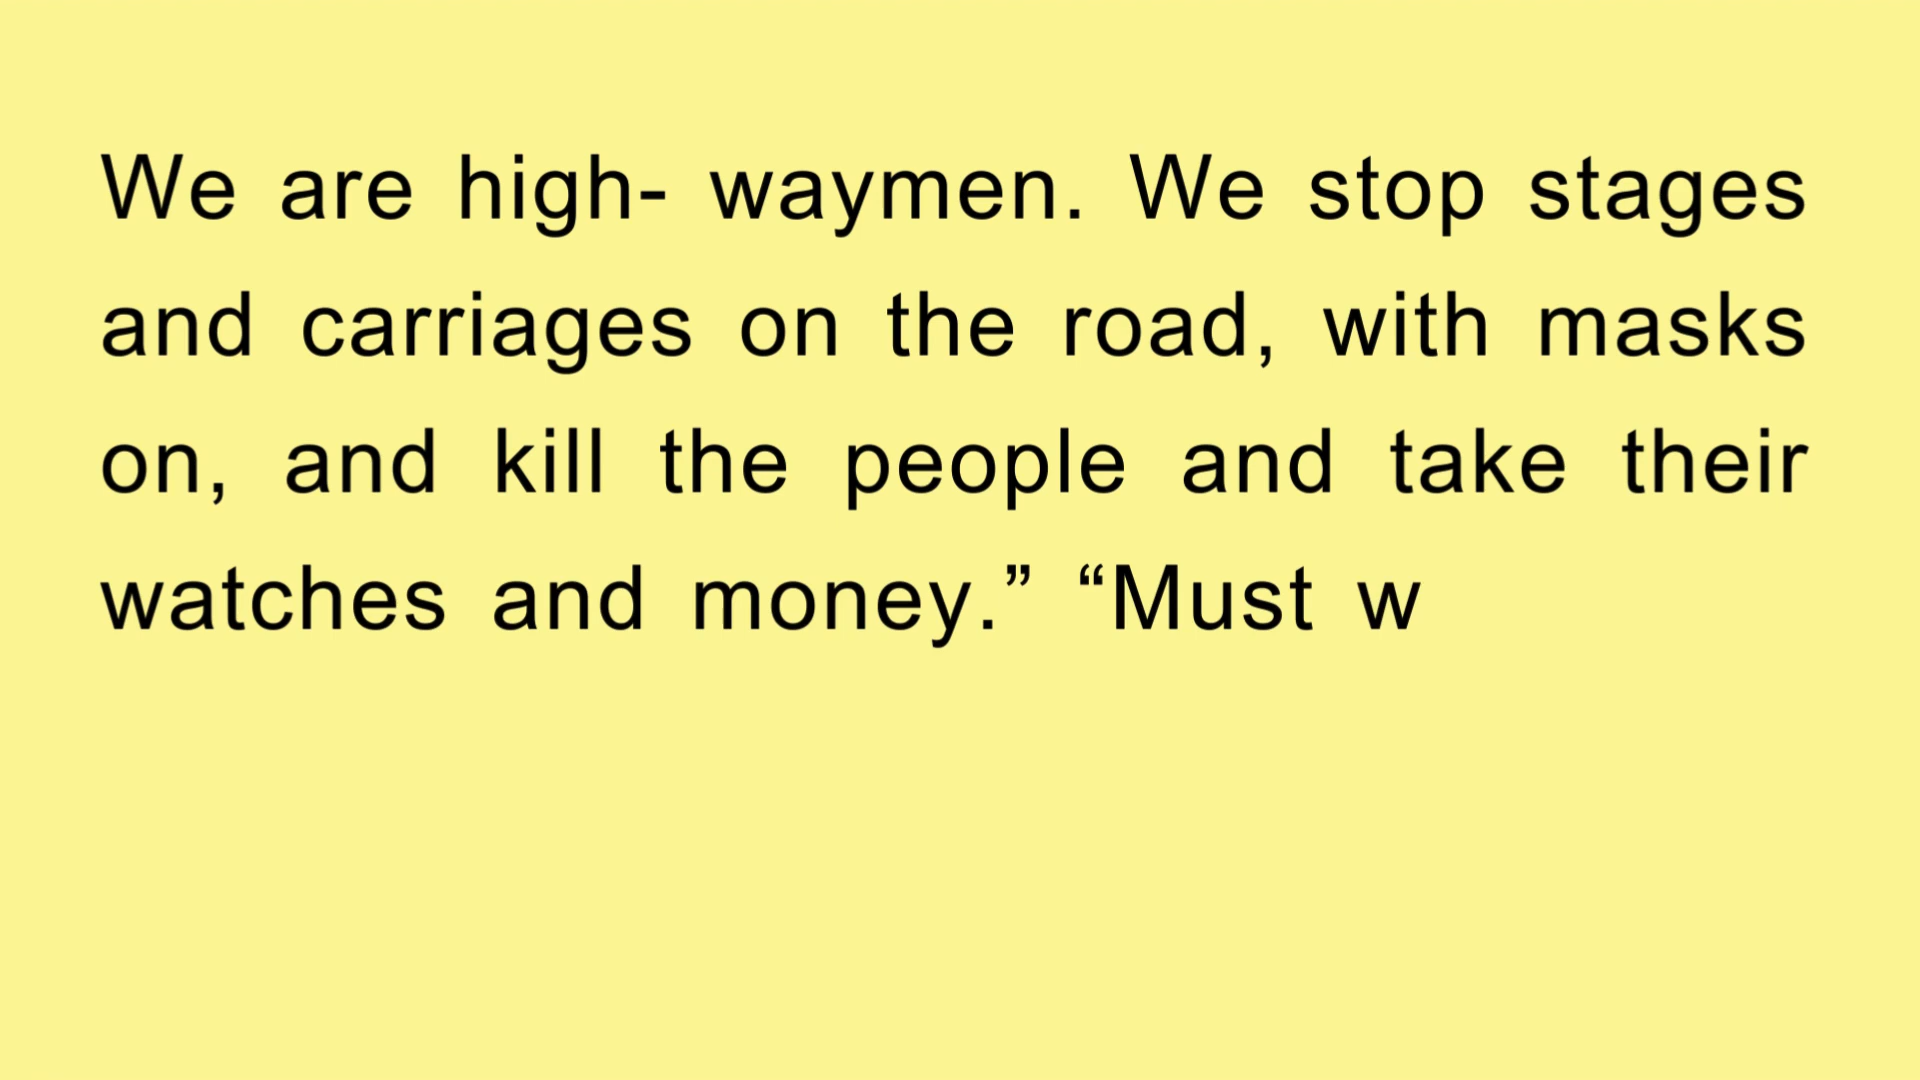 We are high- waymen. We stop stages
and carriages on the road, with masks
on, and kill the people and take their
watches and money.” “Must w